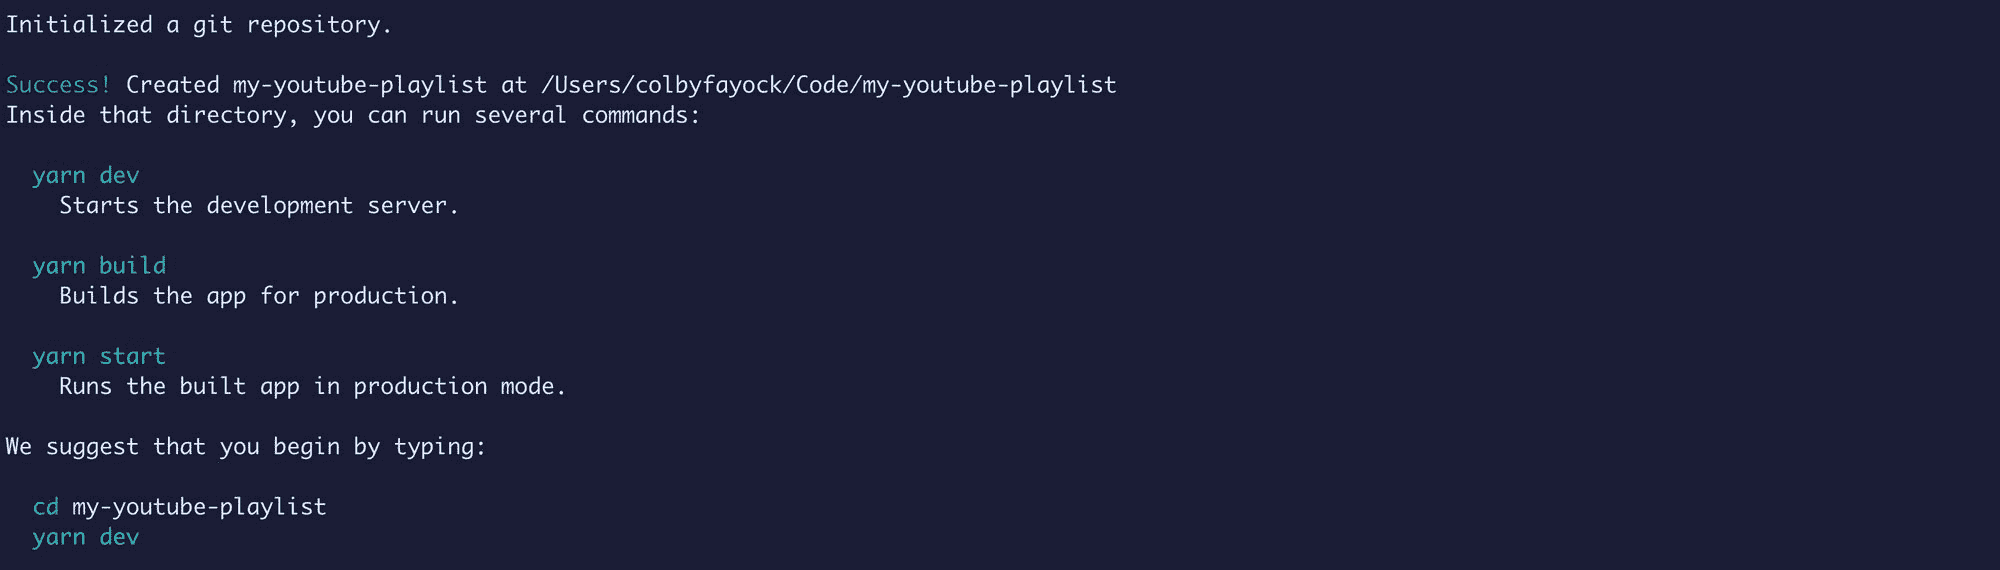 Initialized a git repository.
Success! Created my-youtube-playlist at /Users/colbyfayock/Code/my-youtube-playlist
Inside that directory, you can run several commands:
yarn dev
Starts the development server.
yarn build
Builds the app for production.
yarn start
Runs the built app in production mode.
We suggest that you begin by typing:
cd my-youtube-playlist
yarn dev